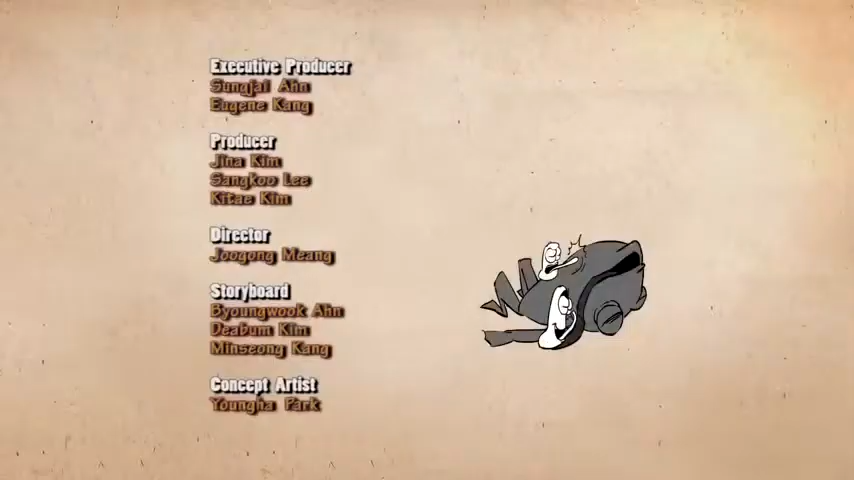 Executive Producer
Sungjai Ahn
Eugene Kang
Producer
Jina Kim
Sangkoo Lee
Kitae Kim
Director
Joogong Meang
Storyboard
Byoungwook Ahn
Deabum Kim
Minseong Kang
Concept Artist
Youngha Park